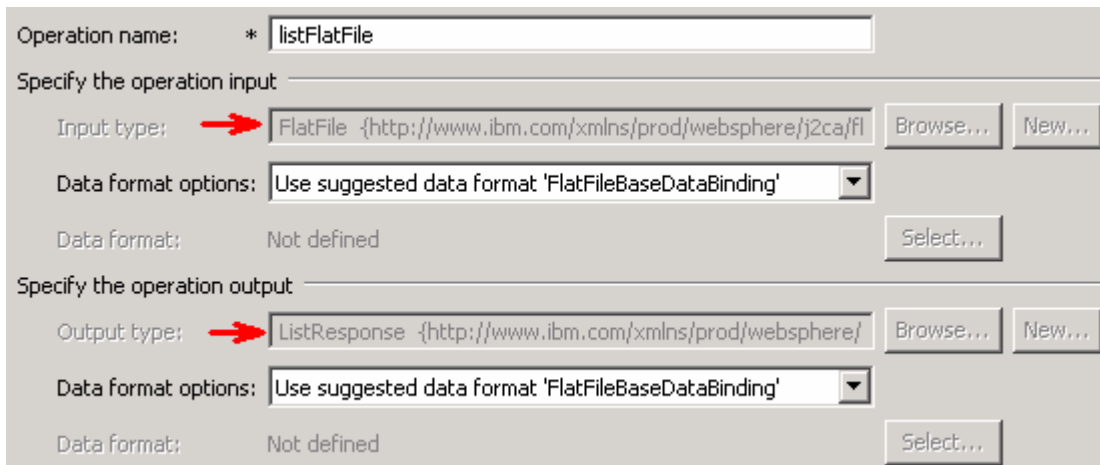 Operation name: * listFlatFile
Specify the operation input
Input type: FlatFile {http://www.ibm.com/xmlns/prod/websphere/j2ca/fl Browse... New...
Data format options: Use suggested data format 'FlatFileBaseDataBinding'
Data format: Not defined Select...
Specify the operation output
Output type: ListResponse {http://www.ibm.com/xmlns/prod/websphere/ Browse... New...
Data format options: Use suggested data format 'FlatFileBaseDataBinding'
Data format: Not defined Select...